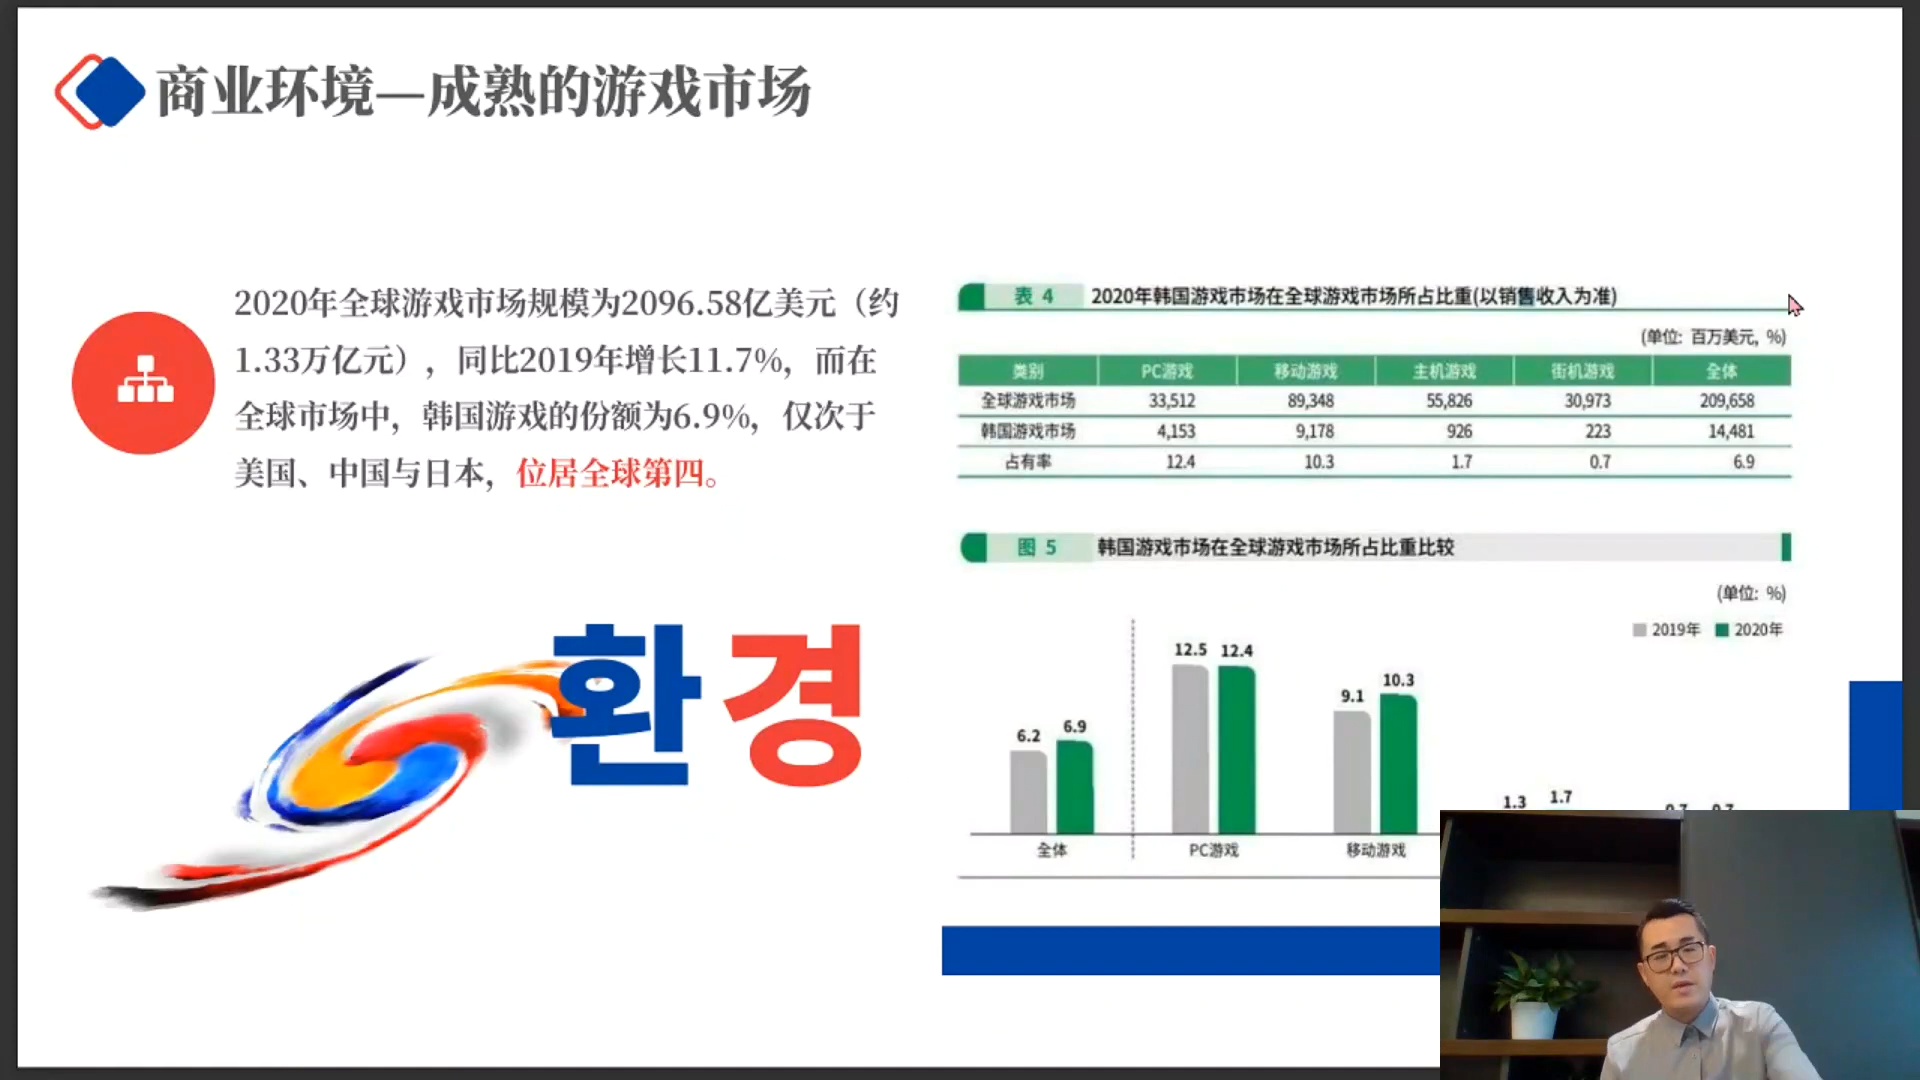 商业环境—成熟的游戏市场
2020年全球游戏市场规模为2096.58亿美元（约
1.33万亿元），同比2019年增长11.7%，而在
全球市场中，韩国游戏的份额为6.9%，仅次于
美国、中国与日本，位居全球第四。
환경
表 4 2020年韩国游戏市场在全球游戏市场所占比重(以销售收入为准)
(单位: 百万美元, %)
类别 PC游戏 移动游戏 主机游戏 街机游戏 全体
全球游戏市场 33,512 89,348 55,826 30,973 209,658
韩国游戏市场 4,153 9,178 926 223 14,481
占有率 12.4 10.3 1.7 0.7 6.9
图 5 韩国游戏市场在全球游戏市场所占比重比较
(单位: %)
2019年 2020年
12.5 12.4
10.3
9.1
6.2 6.9
1.3 1.7
0.7 0.7
全体 PC游戏 移动游戏